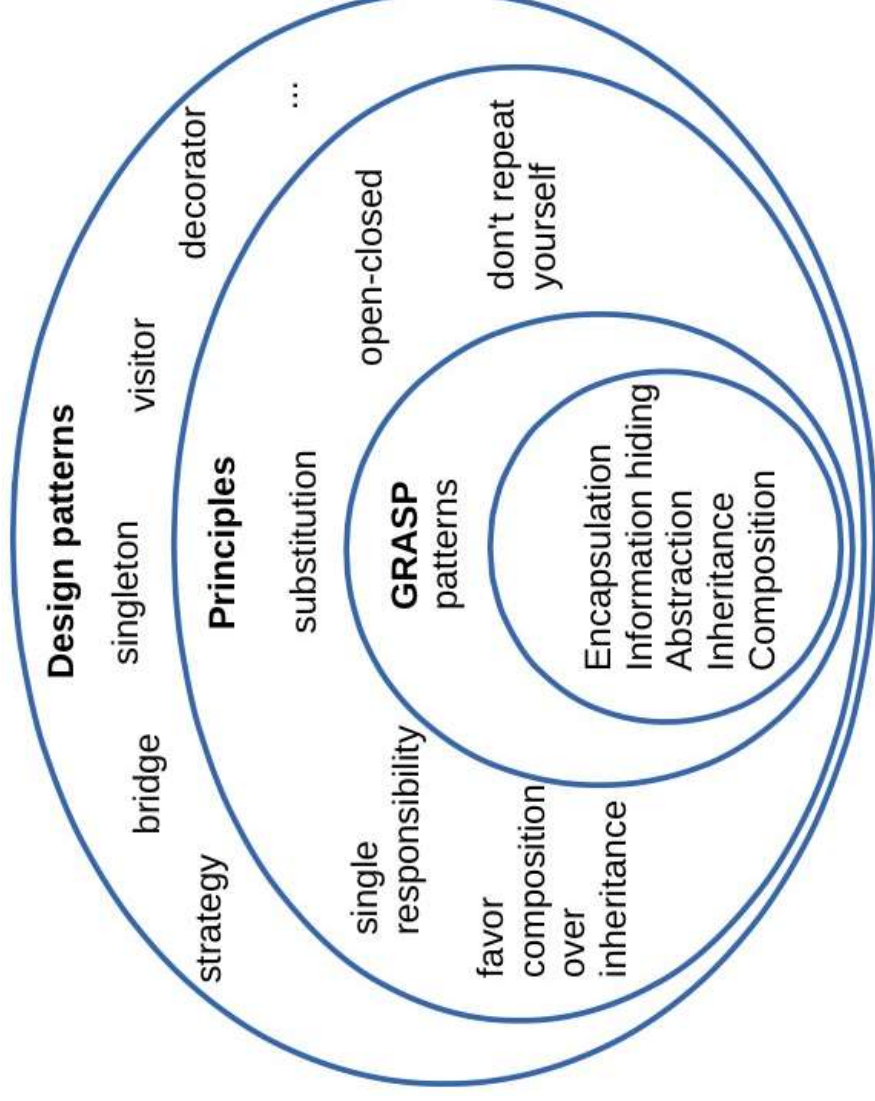 Design patterns
strategy
bridge
singleton
visitor
decorator
...
Principles
single
responsibility
favor
composition
over
inheritance
substitution
open-closed
don't repeat
yourself
GRASP
patterns
Encapsulation
Information hiding
Abstraction
Inheritance
Composition